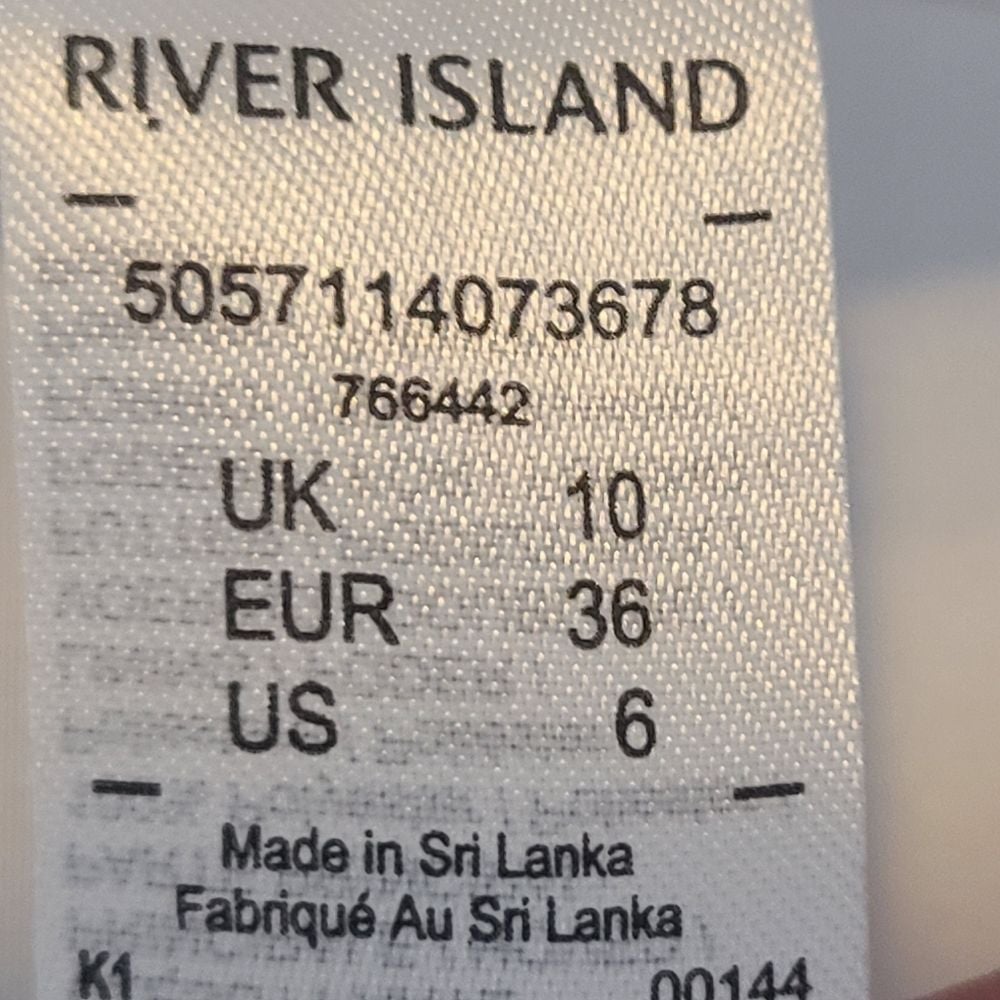 RIVER ISLAND
5057114073678
766442
UK 10
EUR 36
US 6
Made in Sri Lanka
Fabriqué Au Sri Lanka
K1 00144